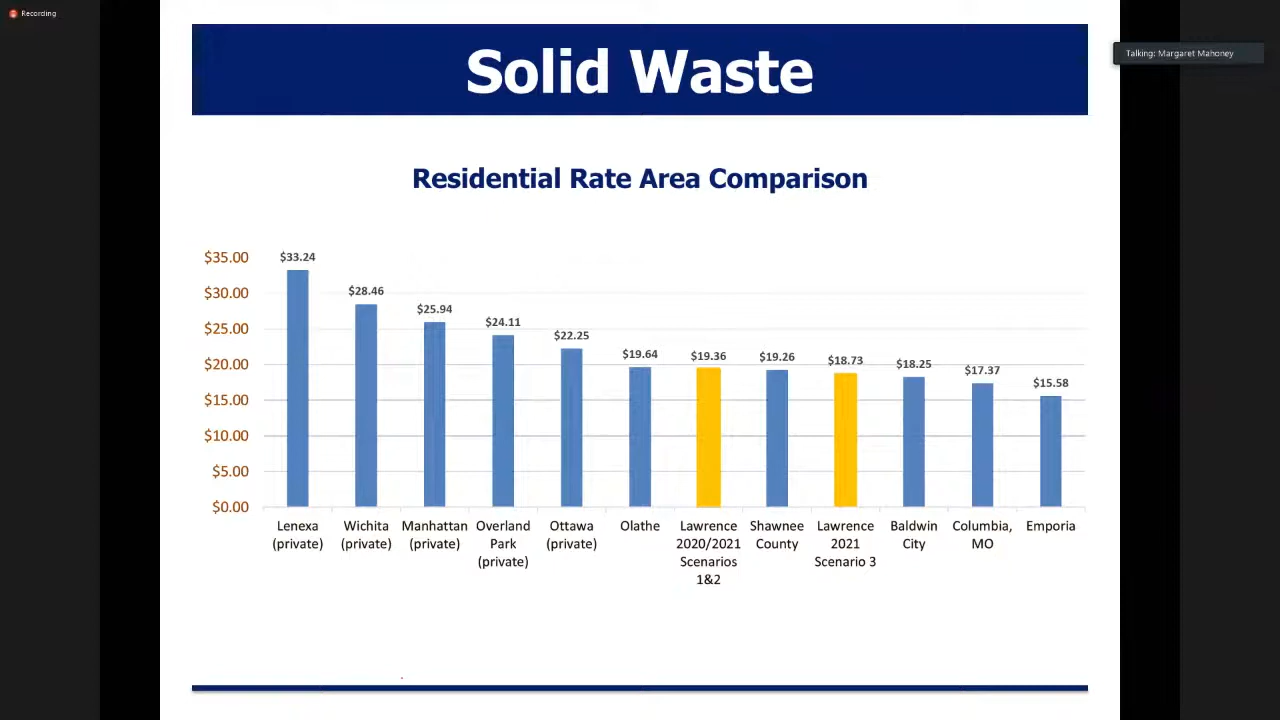 Recording
Talking: Margaret Mahoney
Solid Waste
Residential Rate Area Comparison
$35.00
$30.00
$25.00
$20.00
$15.00
$10.00
$5.00
$0.00
$33.24
$28.46
$25.94
$24.11
$22.25
$19.64
$19.36
$19.26
$18.73
$18.25
$17.37
$15.58
Lenexa
(private)
Wichita
(private)
Manhattan
(private)
Overland
Park
(private)
Ottawa
(private)
Olathe
Lawrence
2020/2021
Scenarios
1&2
Shawnee
County
Lawrence
2021
Scenario 3
Baldwin
City
Columbia,
MO
Emporia